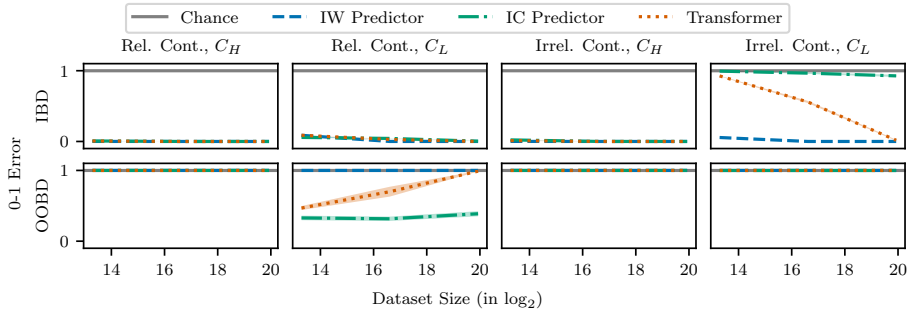 Chance IW Predictor IC Predictor Transformer
Rel. Cont., C_H Rel. Cont., C_L Irrel. Cont., C_H Irrel. Cont., C_L
0-1 Error
IBD
1
0
OOBD
1
0
14 16 18 20 14 16 18 20 14 16 18 20 14 16 18 20
Dataset Size (in log₂)